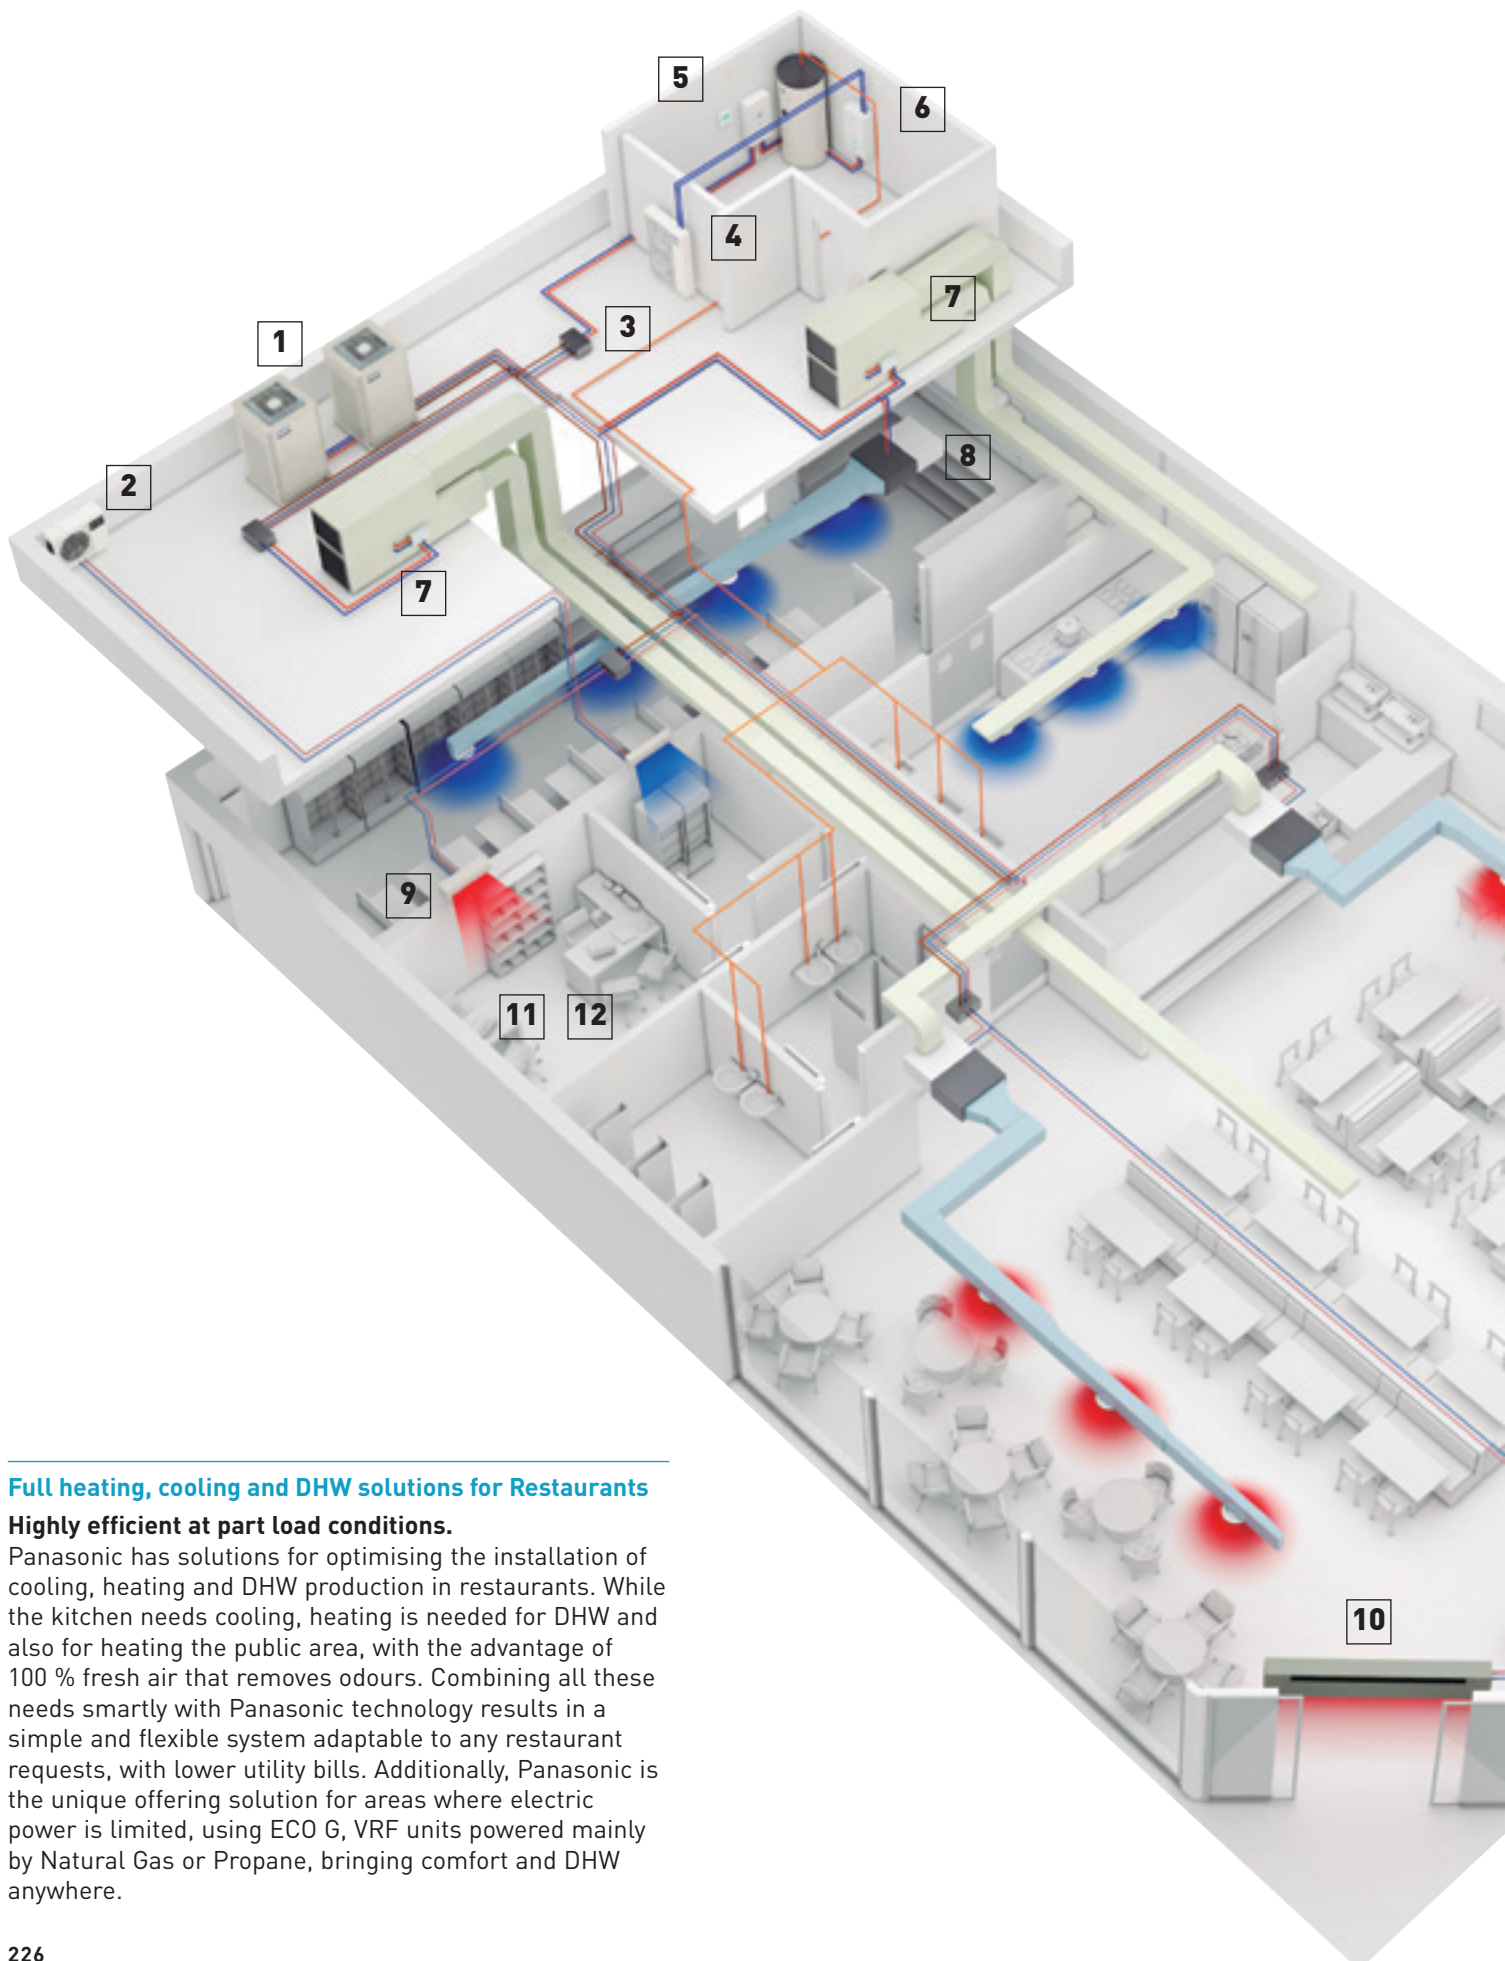 5
6
4
7
3
1
8
2
7
9
11 12
10
Full heating, cooling and DHW solutions for Restaurants
Highly efficient at part load conditions.
Panasonic has solutions for optimising the installation of
cooling, heating and DHW production in restaurants. While
the kitchen needs cooling, heating is needed for DHW and
also for heating the public area, with the advantage of
100 % fresh air that removes odours. Combining all these
needs smartly with Panasonic technology results in a
simple and flexible system adaptable to any restaurant
requests, with lower utility bills. Additionally, Panasonic is
the unique offering solution for areas where electric
power is limited, using ECO G, VRF units powered mainly
by Natural Gas or Propane, bringing comfort and DHW
anywhere.
226